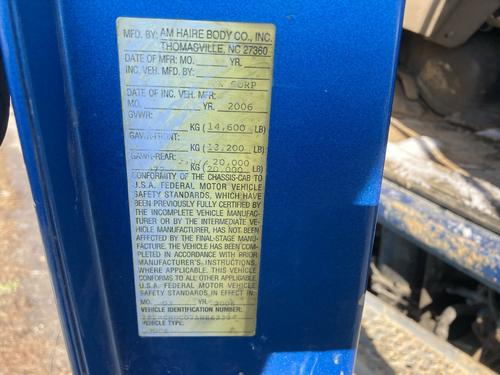 MFD. BY: AM HAIRE BODY CO., INC.
THOMASVILLE, NC 27360
DATE OF MFR: MO. YR.
INC. VEH. MFD. BY:
CORP
DATE OF INC. VEH. MFR:
MO. YR. 2006
GVWR:
KG (14,600 LB)
GAWR-FRONT:
KG (13,200 LB)
GAWR-REAR: 20,000
KG (20,000 LB)
CONFORMITY OF THE CHASSIS-CAB TO
U.S.A. FEDERAL MOTOR VEHICLE
SAFETY STANDARDS, WHICH HAVE
BEEN PREVIOUSLY FULLY CERTIFIED BY
THE INCOMPLETE VEHICLE MANUFAC-
TURER OR BY THE INTERMEDIATE VE-
HICLE MANUFACTURER, HAS NOT BEEN
AFFECTED BY THE FINAL-STAGE MANU-
FACTURE. THE VEHICLE HAS BEEN COM-
PLETED IN ACCORDANCE WITH PRIOR
MANUFACTURER'S INSTRUCTIONS,
WHERE APPLICABLE. THIS VEHICLE
CONFORMS TO ALL OTHER APPLICABLE
U.S.A. FEDERAL MOTOR VEHICLE
SAFETY STANDARDS IN EFFECT IN:
MO. 03 YR. 2006
VEHICLE IDENTIFICATION NUMBER:
VEHICLE TYPE: